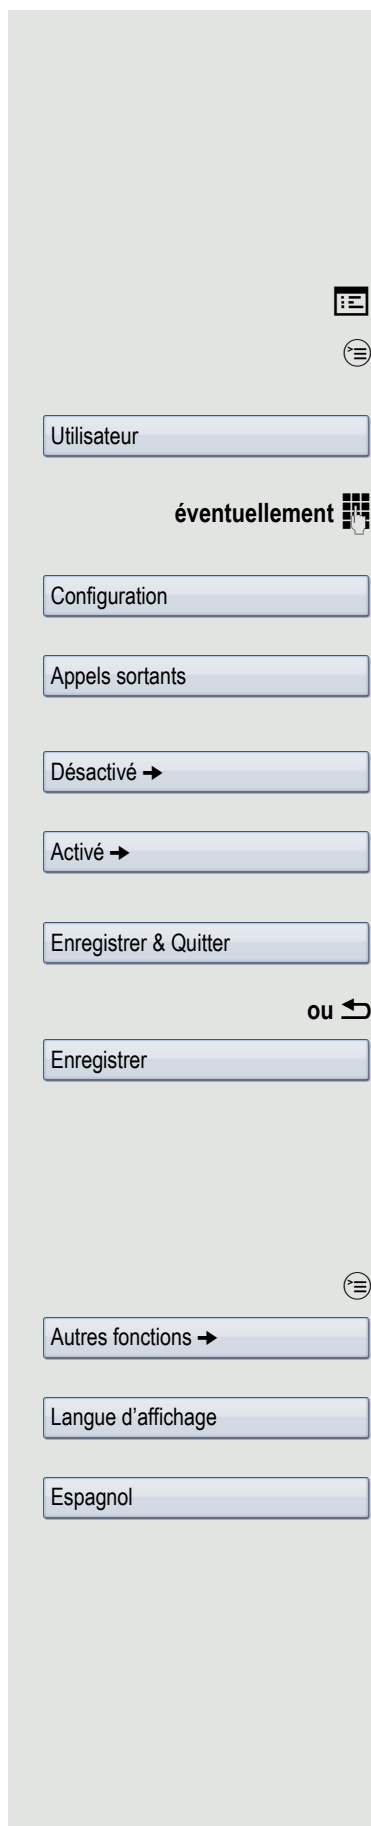 Utilisateur
éventuellement
Configuration
Appels sortants
Désactivé ➔
Activé ➔
Enregistrer & Quitter
ou
Enregistrer
Autres fonctions ➔
Langue d’affichage
Espagnol